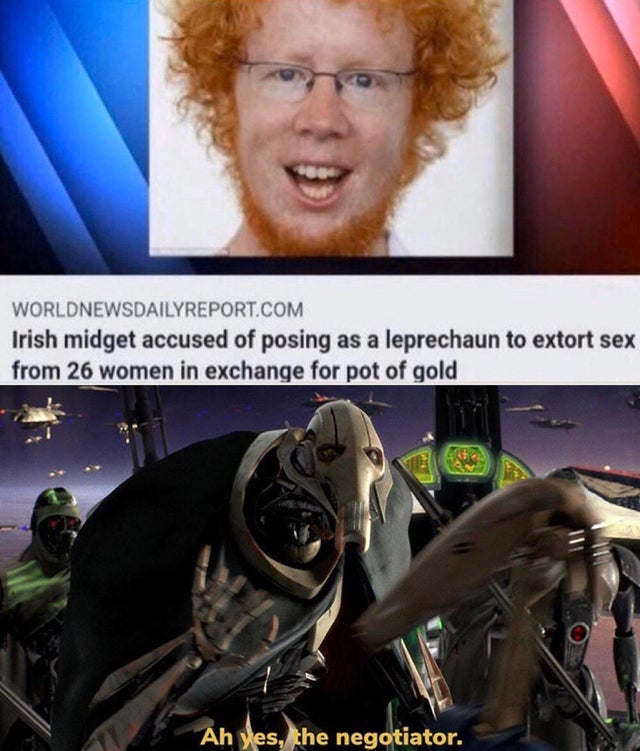 WORLDNEWSDAILYREPORT.COM
Irish midget accused of posing as a leprechaun to extort sex
from 26 women in exchange for pot of gold
Ah yes, the negotiator.